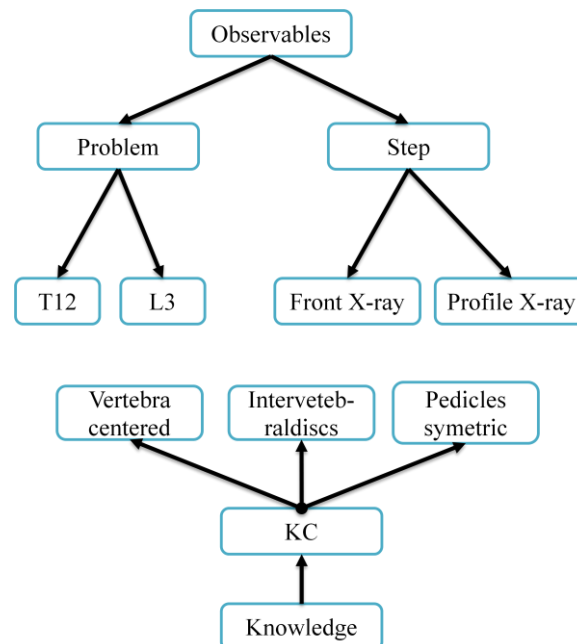 Observables
Problem
Step
T12
L3
Front X-ray
Profile X-ray
Vertebra
centered
Interveteb-
raldiscs
Pedicles
symetric
KC
Knowledge